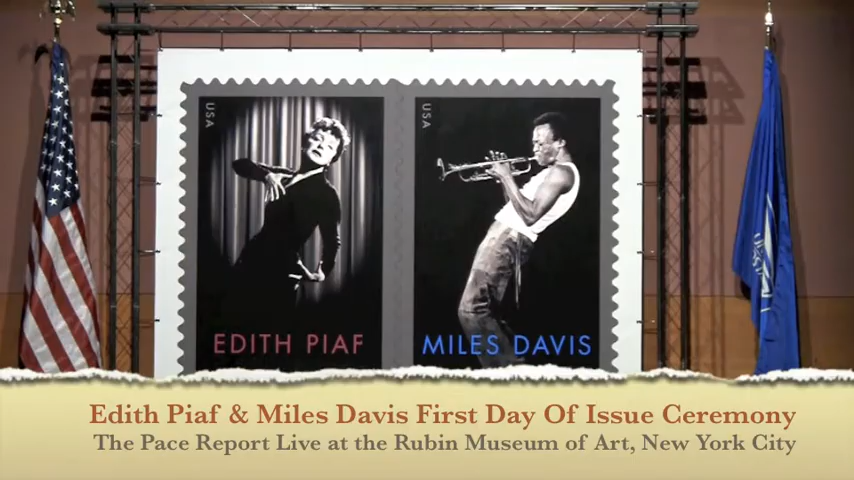 USA
USA
EDITH PIAF
MILES DAVIS
Edith Piaf & Miles Davis First Day Of Issue Ceremony
The Pace Report Live at the Rubin Museum of Art, New York City